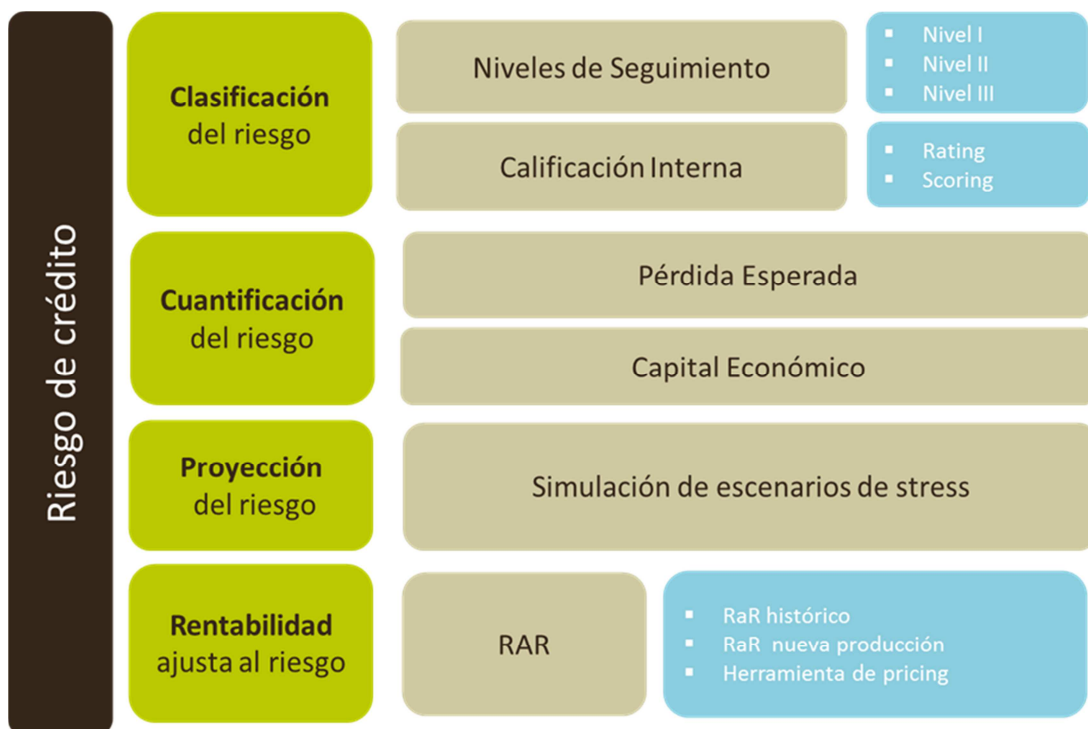 Riesgo de crédito
Clasificación
del riesgo
Niveles de Seguimiento
▪ Nivel I
▪ Nivel II
▪ Nivel III
Calificación Interna
▪ Rating
▪ Scoring
Cuantificación
del riesgo
Pérdida Esperada
Capital Económico
Proyección
del riesgo
Simulación de escenarios de stress
Rentabilidad
ajusta al riesgo
RAR
▪ RaR histórico
▪ RaR nueva producción
▪ Herramienta de pricing